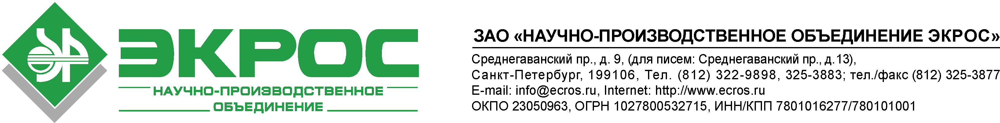 ЭКРОС
НАУЧНО-ПРОИЗВОДСТВЕННОЕ
ОБЪЕДИНЕНИЕ
ЗАО «НАУЧНО-ПРОИЗВОДСТВЕННОЕ ОБЪЕДИНЕНИЕ ЭКРОС»
Среднегаванский пр., д. 9, (для писем: Среднегаванский пр., д.13),
Санкт-Петербург, 199106, Тел. (812) 322-9898, 325-3883; тел./факс (812) 325-3877
E-mail: info@ecros.ru, Internet: http://www.ecros.ru
ОКПО 23050963, ОГРН 1027800532715, ИНН/КПП 7801016277/780101001